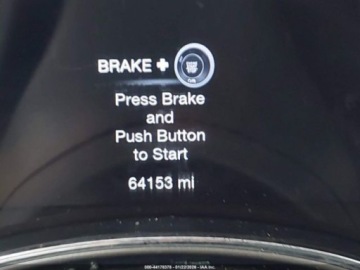 BRAKE +
Press Brake
and
Push Button
to Start
64153 mi